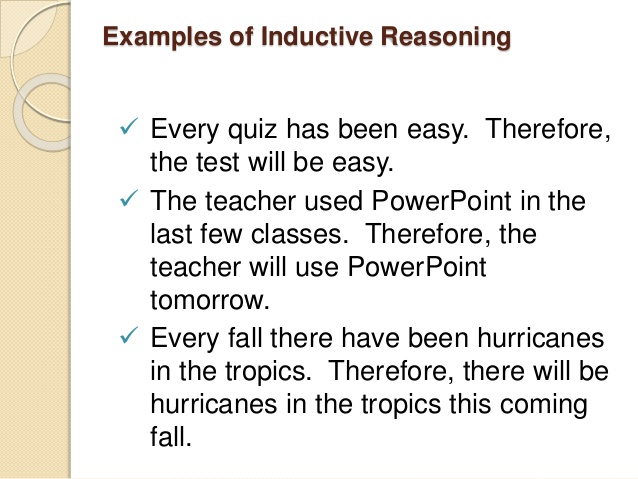 Examples of Inductive Reasoning
✓ Every quiz has been easy.  Therefore,
the test will be easy.
✓ The teacher used PowerPoint in the
last few classes.  Therefore, the
teacher will use PowerPoint
tomorrow.
✓ Every fall there have been hurricanes
in the tropics.  Therefore, there will be
hurricanes in the tropics this coming
fall.